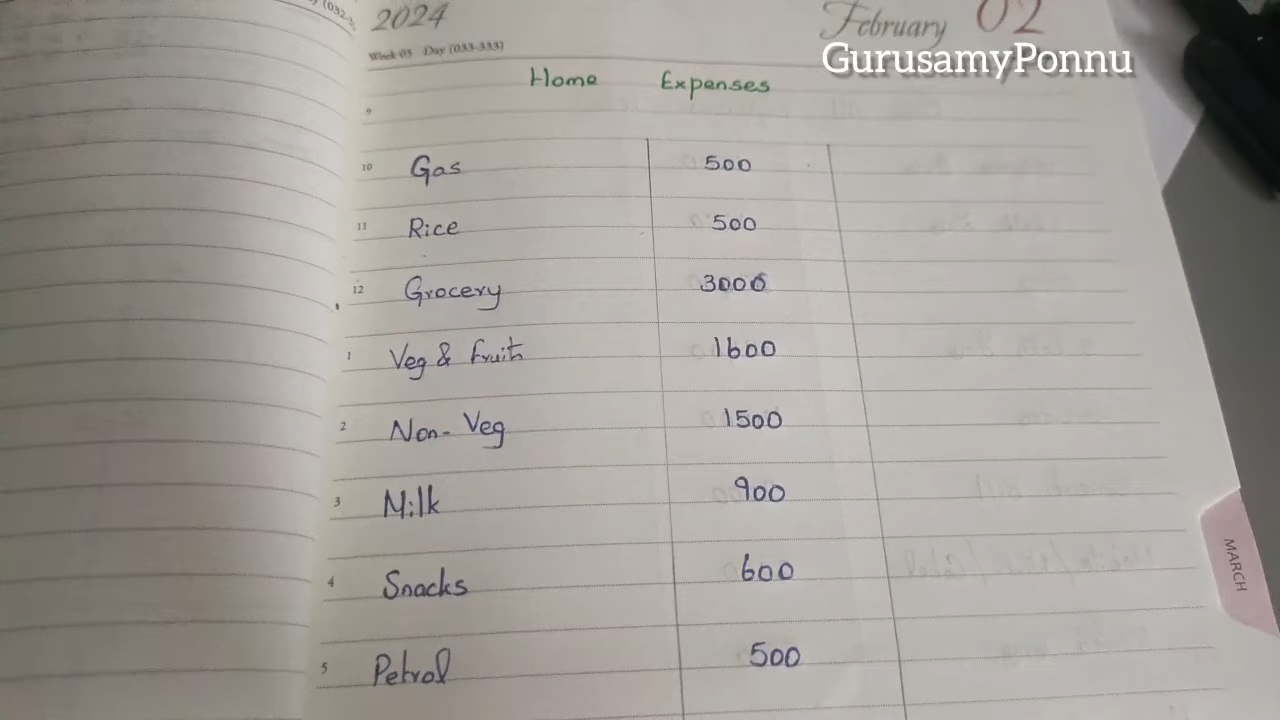 2024
February 02
Week 05 Day (033-333)
GurusamyPonnu
Home Expenses
9
10 Gas 500
11 Rice 500
12 Grocery 3000
1 Veg & Fruits 1600
2 Non-Veg 1500
3 Milk 900
4 Snacks 600
5 Petrol 500
MARCH